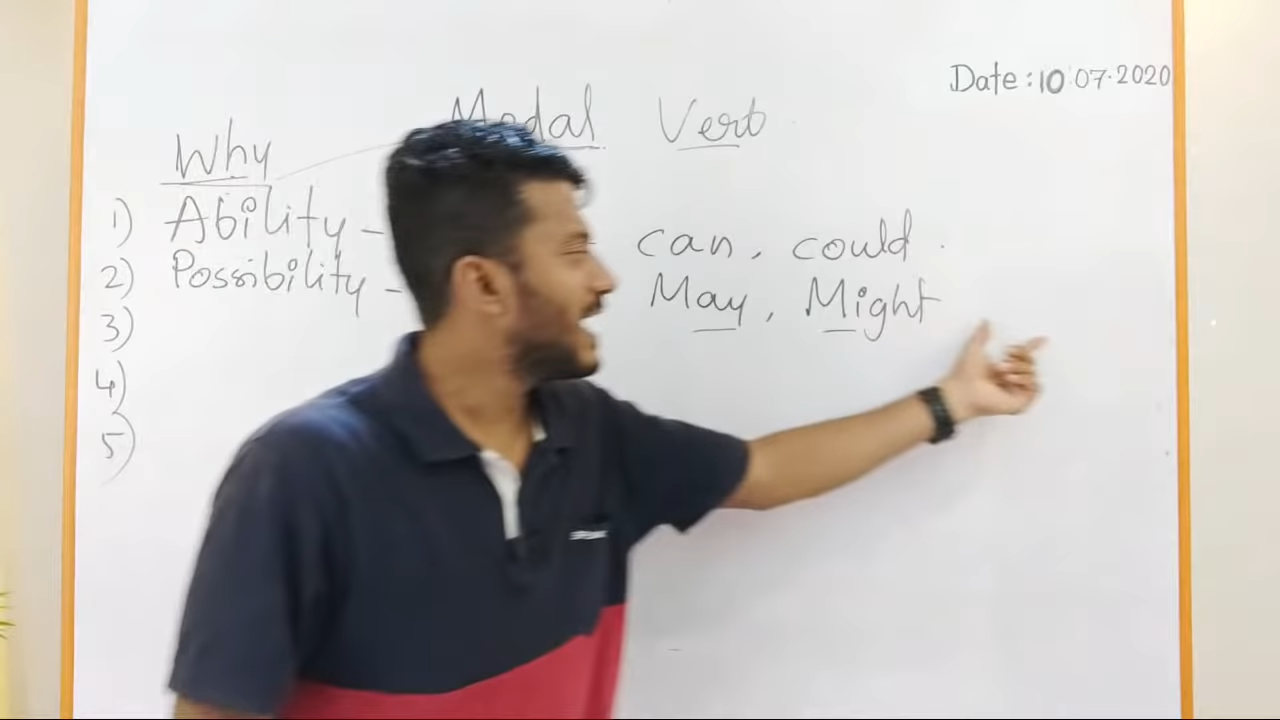 Date: 10 07.2020
Modal Verb
Why
1) Ability - can, could.
2) Possibility - May, Might
3)
4)
5)